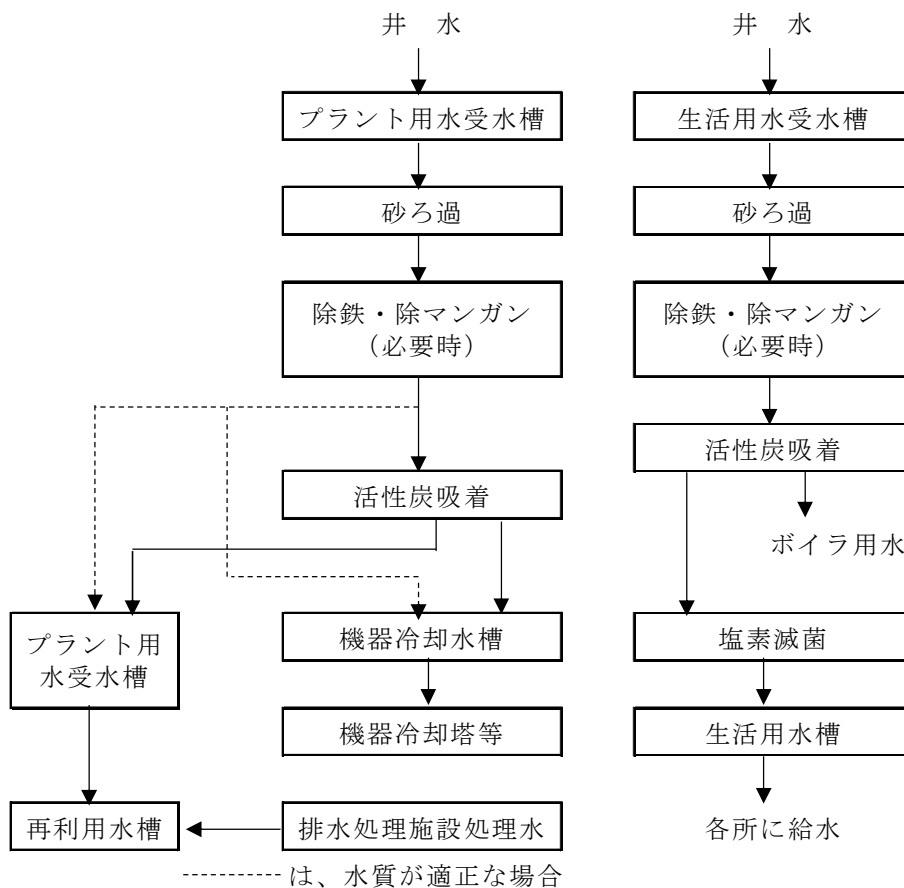 井　水
プラント用水受水槽
砂ろ過
除鉄・除マンガン
（必要時）
活性炭吸着
機器冷却水槽
機器冷却塔等
プラント用
水受水槽
再利用水槽
排水処理施設処理水
井　水
生活用水受水槽
砂ろ過
除鉄・除マンガン
（必要時）
活性炭吸着
ボイラ用水
塩素滅菌
生活用水槽
各所に給水
は、水質が適正な場合